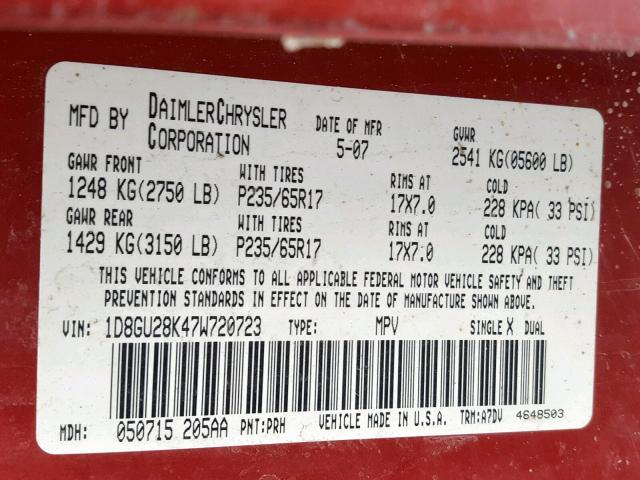 MFD BY DAIMLERCHRYSLER CORPORATION DATE OF MFR 5-07 GVWR 2541 KG(05600 LB)
GAWR FRONT WITH TIRES RIMS AT COLD
1248 KG(2750 LB) P235/65R17 17X7.0 228 KPA( 33 PSI)
GAWR REAR WITH TIRES RIMS AT COLD
1429 KG(3150 LB) P235/65R17 17X7.0 228 KPA( 33 PSI)
THIS VEHICLE CONFORMS TO ALL APPLICABLE FEDERAL MOTOR VEHICLE SAFETY AND THEFT
PREVENTION STANDARDS IN EFFECT ON THE DATE OF MANUFACTURE SHOWN ABOVE.
VIN: 1D8GU28K47W720723 TYPE: MPV SINGLE X DUAL
MDH: 050715 205AA PNT:PRH VEHICLE MADE IN U.S.A. TRM:A7DV 4648503